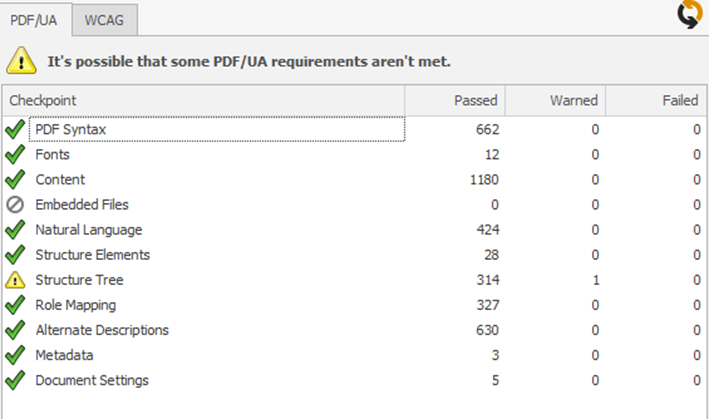 PDF/UA WCAG
It's possible that some PDF/UA requirements aren't met.
Checkpoint Passed Warned Failed
PDF Syntax 662 0 0
Fonts 12 0 0
Content 1180 0 0
Embedded Files 0 0 0
Natural Language 424 0 0
Structure Elements 28 0 0
Structure Tree 314 1 0
Role Mapping 327 0 0
Alternate Descriptions 630 0 0
Metadata 3 0 0
Document Settings 5 0 0